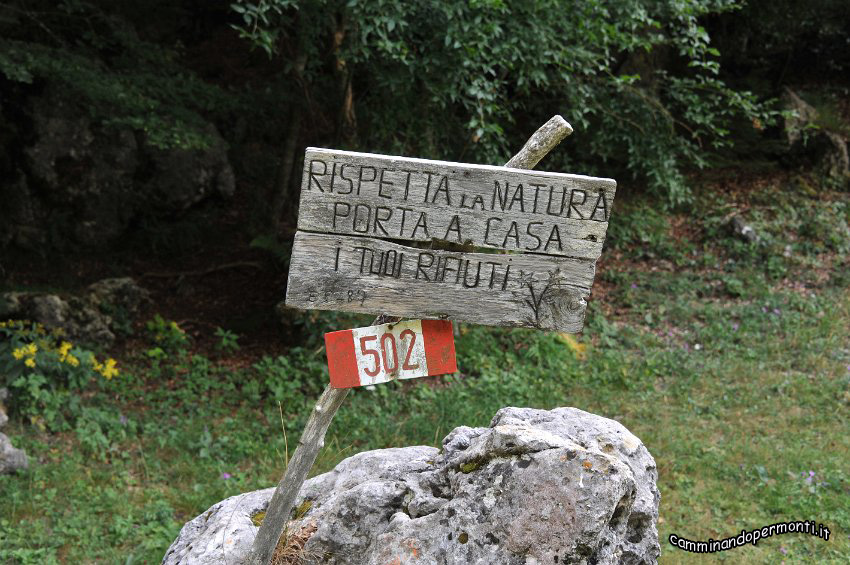 RISPETTA LA NATURA
PORTA A CASA
I TUOI RIFIUTI
502
camminandopermonti.it